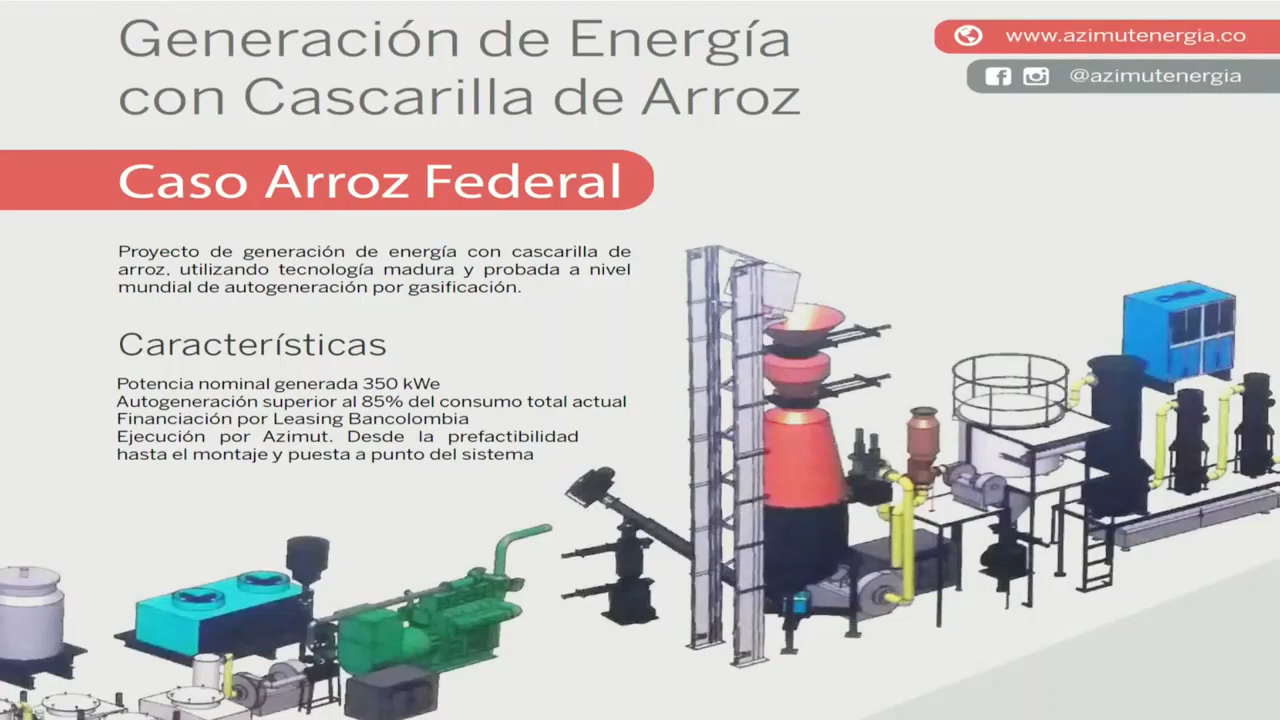 Generación de Energía
con Cascarilla de Arroz
www.azimutenergia.co
@azimutenergia
Caso Arroz Federal
Proyecto de generación de energía con cascarilla de
arroz, utilizando tecnología madura y probada a nivel
mundial de autogeneración por gasificación.
Características
Potencia nominal generada 350 kWe
Autogeneración superior al 85% del consumo total actual
Financiación por Leasing Bancolombia
Ejecución por Azimut. Desde la prefactibilidad
hasta el montaje y puesta a punto del sistema